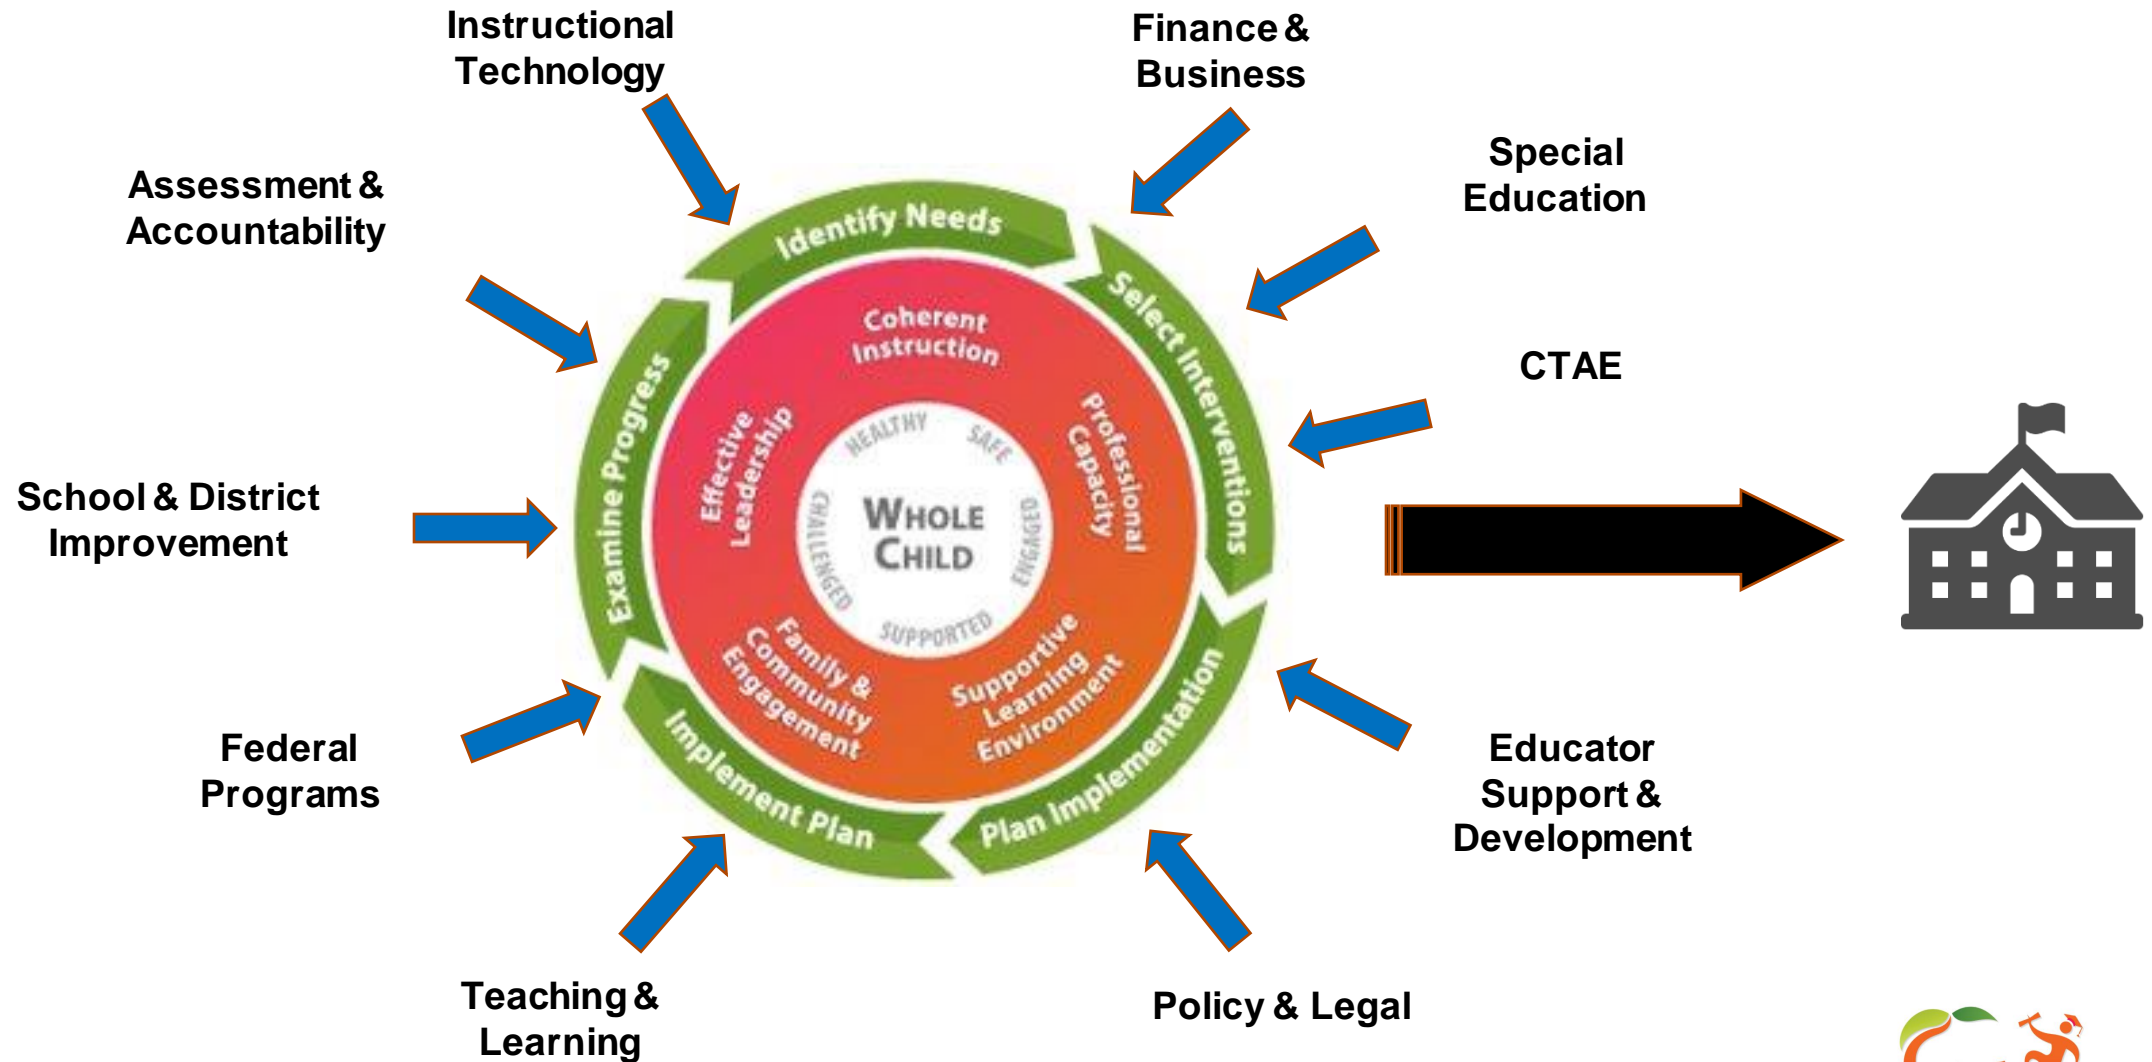 Instructional
Technology
Finance &
Business
Special
Education
Assessment &
Accountability
CTAE
School & District
Improvement
Federal
Programs
Educator
Support &
Development
Teaching &
Learning
Policy & Legal
Identify Needs
Select Interventions
Plan Implementation
Implement Plan
Examine Progress
Coherent
Instruction
Professional
Capacity
Supportive
Learning
Environment
Family &
Community
Engagement
Effective
Leadership
HEALTHY
SAFE
ENGAGED
SUPPORTED
CHALLENGED
WHOLE
CHILD